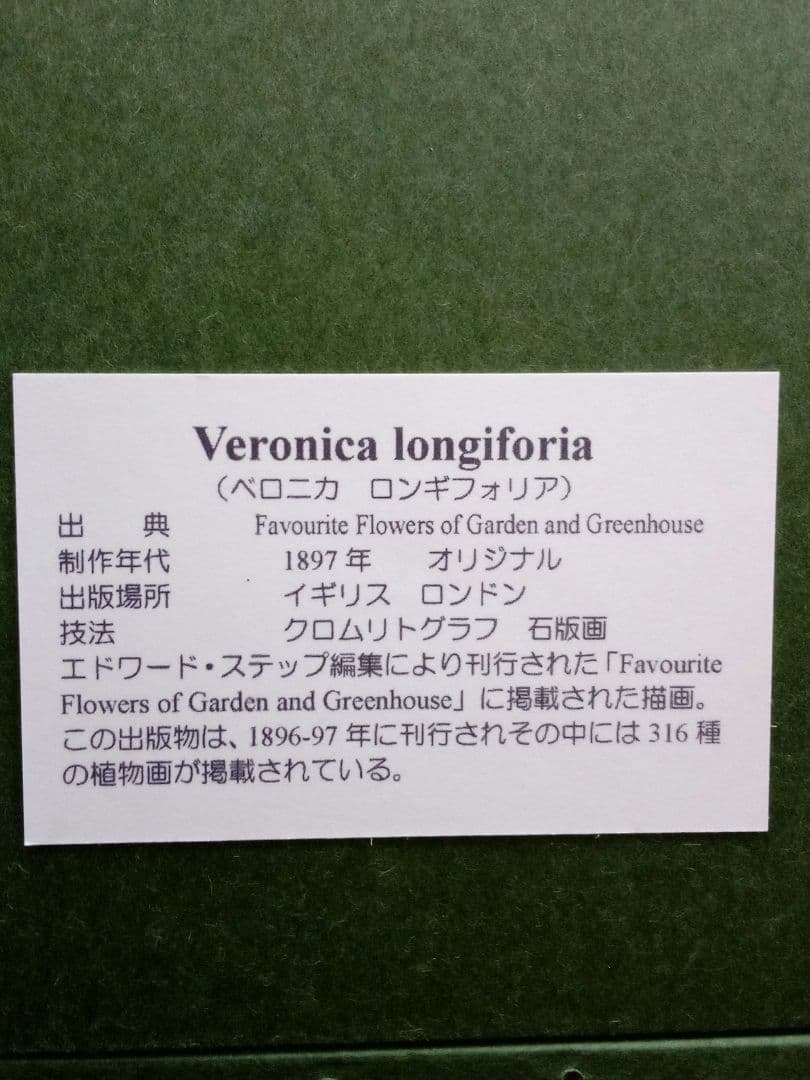 Veronica longiforia
（ベロニカ　ロンギフォリア）
出　典　Favourite Flowers of Garden and Greenhouse
制作年代　1897 年　オリジナル
出版場所　イギリス　ロンドン
技法　クロムリトグラフ　石版画
エドワード・ステップ編集により刊行された「Favourite
Flowers of Garden and Greenhouse」に掲載された描画。
この出版物は、1896-97 年に刊行されその中には 316 種
の植物画が掲載されている。